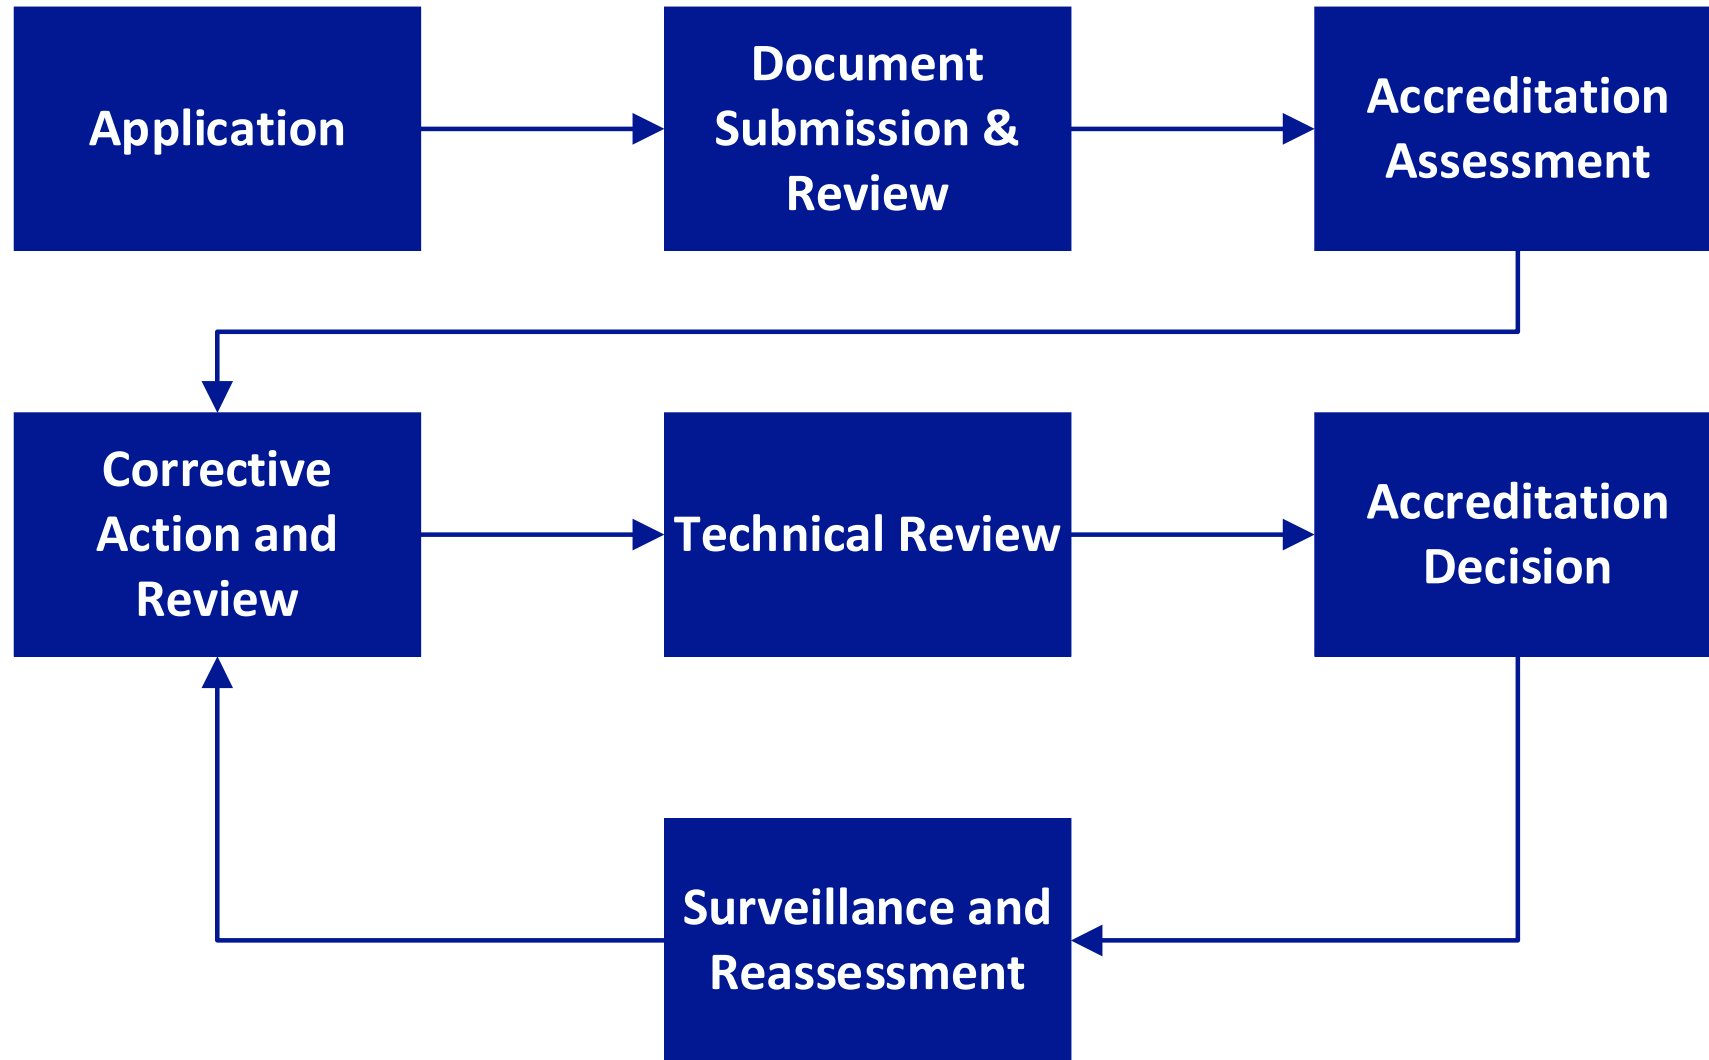 Application
Document
Submission &
Review
Accreditation
Assessment
Corrective
Action and
Review
Technical Review
Accreditation
Decision
Surveillance and
Reassessment